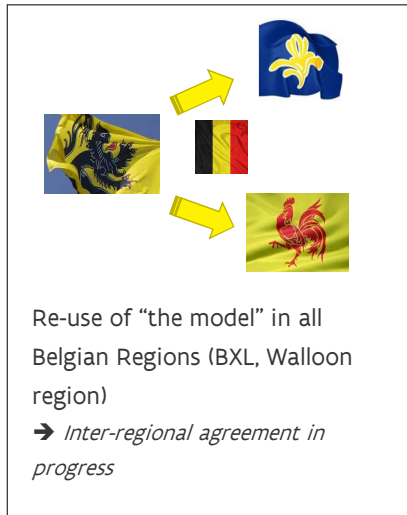 Re-use of “the model” in all
Belgian Regions (BXL, Walloon
region)
➔ Inter-regional agreement in
progress